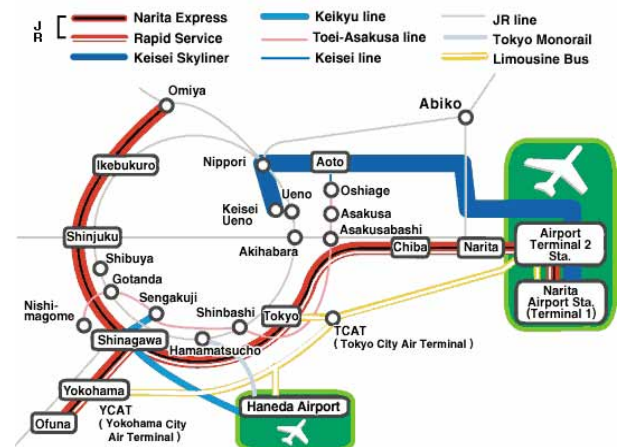 J
R
Narita Express
Rapid Service
Keisei Skyliner
Keikyu line
Toei-Asakusa line
Keisei line
JR line
Tokyo Monorail
Limousine Bus
Omiya
Abiko
Ikebukuro
Nippori
Aoto
Ueno
Oshiage
Keisei
Ueno
Asakusa
Asakusabashi
Shinjuku
Akihabara
Chiba
Narita
Airport
Terminal 2
Sta.
Shibuya
Gotanda
Sengakuji
Nishi-
magome
Shinbashi
Tokyo
Narita
Airport Sta.
(Terminal 1)
TCAT
( Tokyo City Air Terminal )
Shinagawa
Hamamatsucho
Yokohama
YCAT
( Yokohama City
Air Terminal )
Haneda Airport
Ofuna